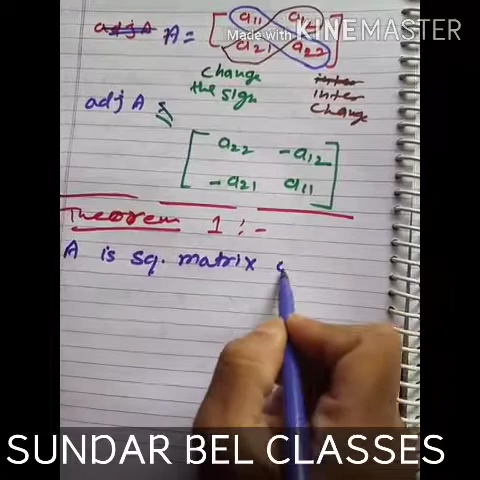 A = [ a11 a12
Made with KINEMASTER
a21 a22 ]
change the sign
inter change
adj A =
[ a22 -a12
-a21 a11 ]
Theorem 1 :-
A is sq. matrix
SUNDAR BEL CLASSES